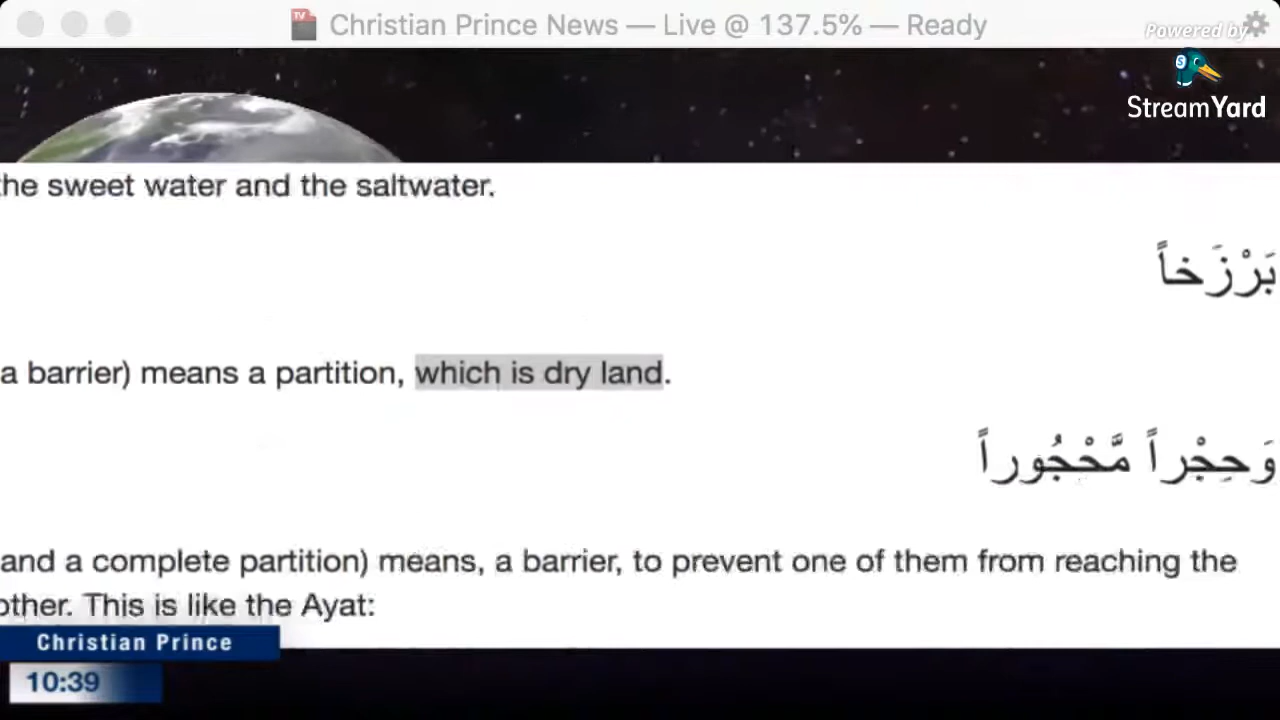 Christian Prince News — Live @ 137.5% — Ready
Powered by
StreamYard
the sweet water and the saltwater.
بَرْزَخاً
a barrier) means a partition, which is dry land.
وَحِجْراً مَّحْجُوراً
and a complete partition) means, a barrier, to prevent one of them from reaching the
other. This is like the Ayat:
Christian Prince
10:39